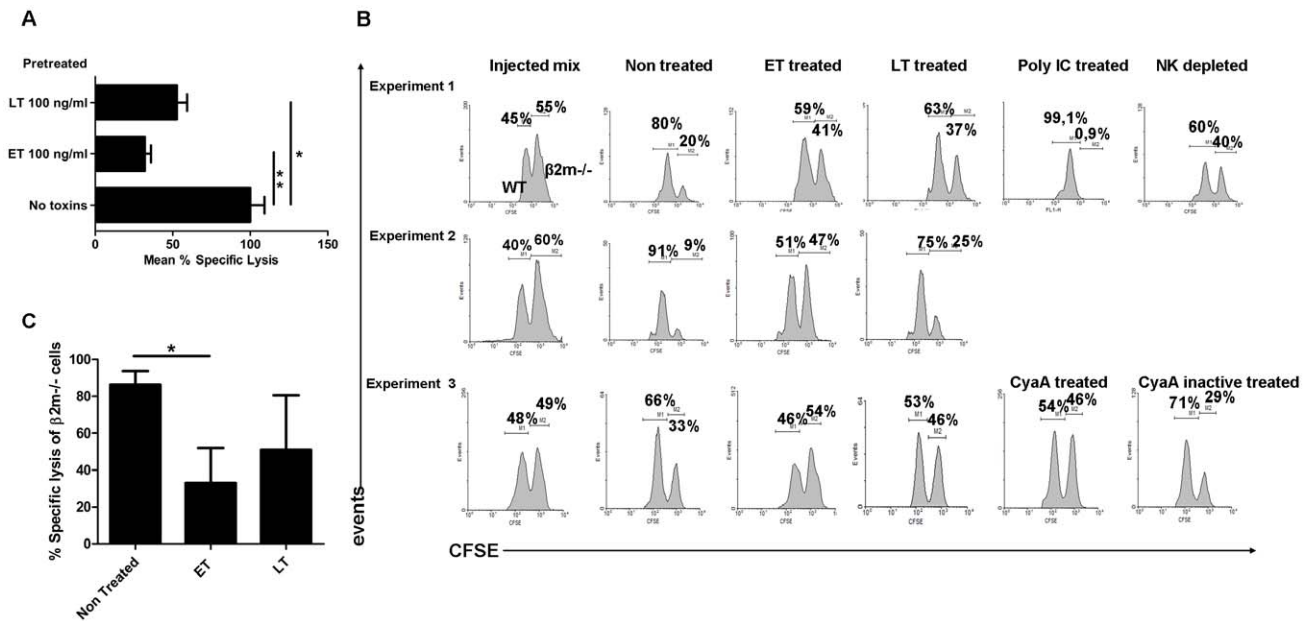 A
Pretreated
LT 100 ng/ml
ET 100 ng/ml
No toxins
*
**
0 50 100 150
Mean % Specific Lysis
B
Injected mix Non treated ET treated LT treated Poly IC treated NK depleted
Experiment 1
45% 55%
WT β2m-/-
80% 20%
59% 41%
63% 37%
99,1% 0,9%
60% 40%
Experiment 2
40% 60%
91% 9%
51% 47%
75% 25%
Experiment 3
CyaA treated CyaA inactive treated
48% 49%
66% 33%
46% 54%
53% 46%
54% 46%
71% 29%
events
CFSE
C
% Specific lysis of β2m-/- cells
100
80
60
40
20
0
*
Non Treated ET LT